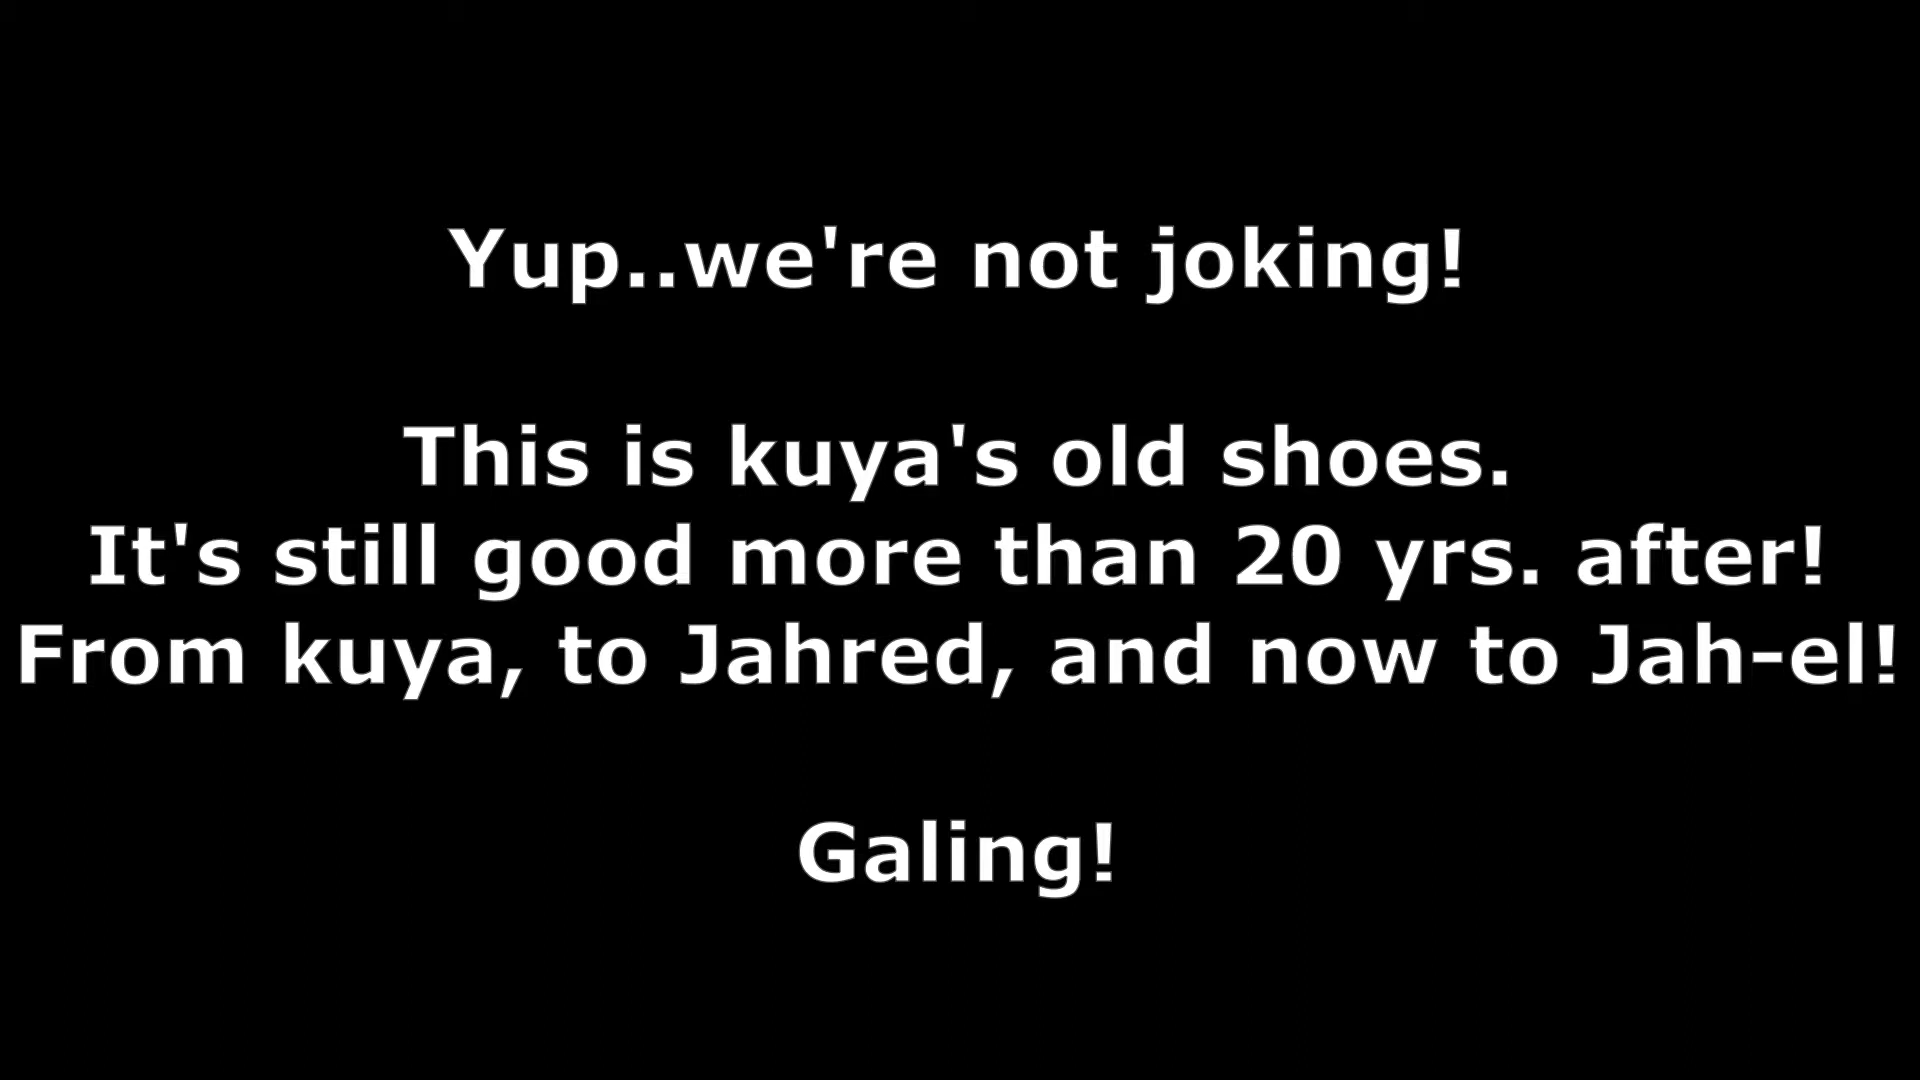 Yup..we're not joking!
This is kuya's old shoes.
It's still good more than 20 yrs. after!
From kuya, to Jahred, and now to Jah-el!
Galing!